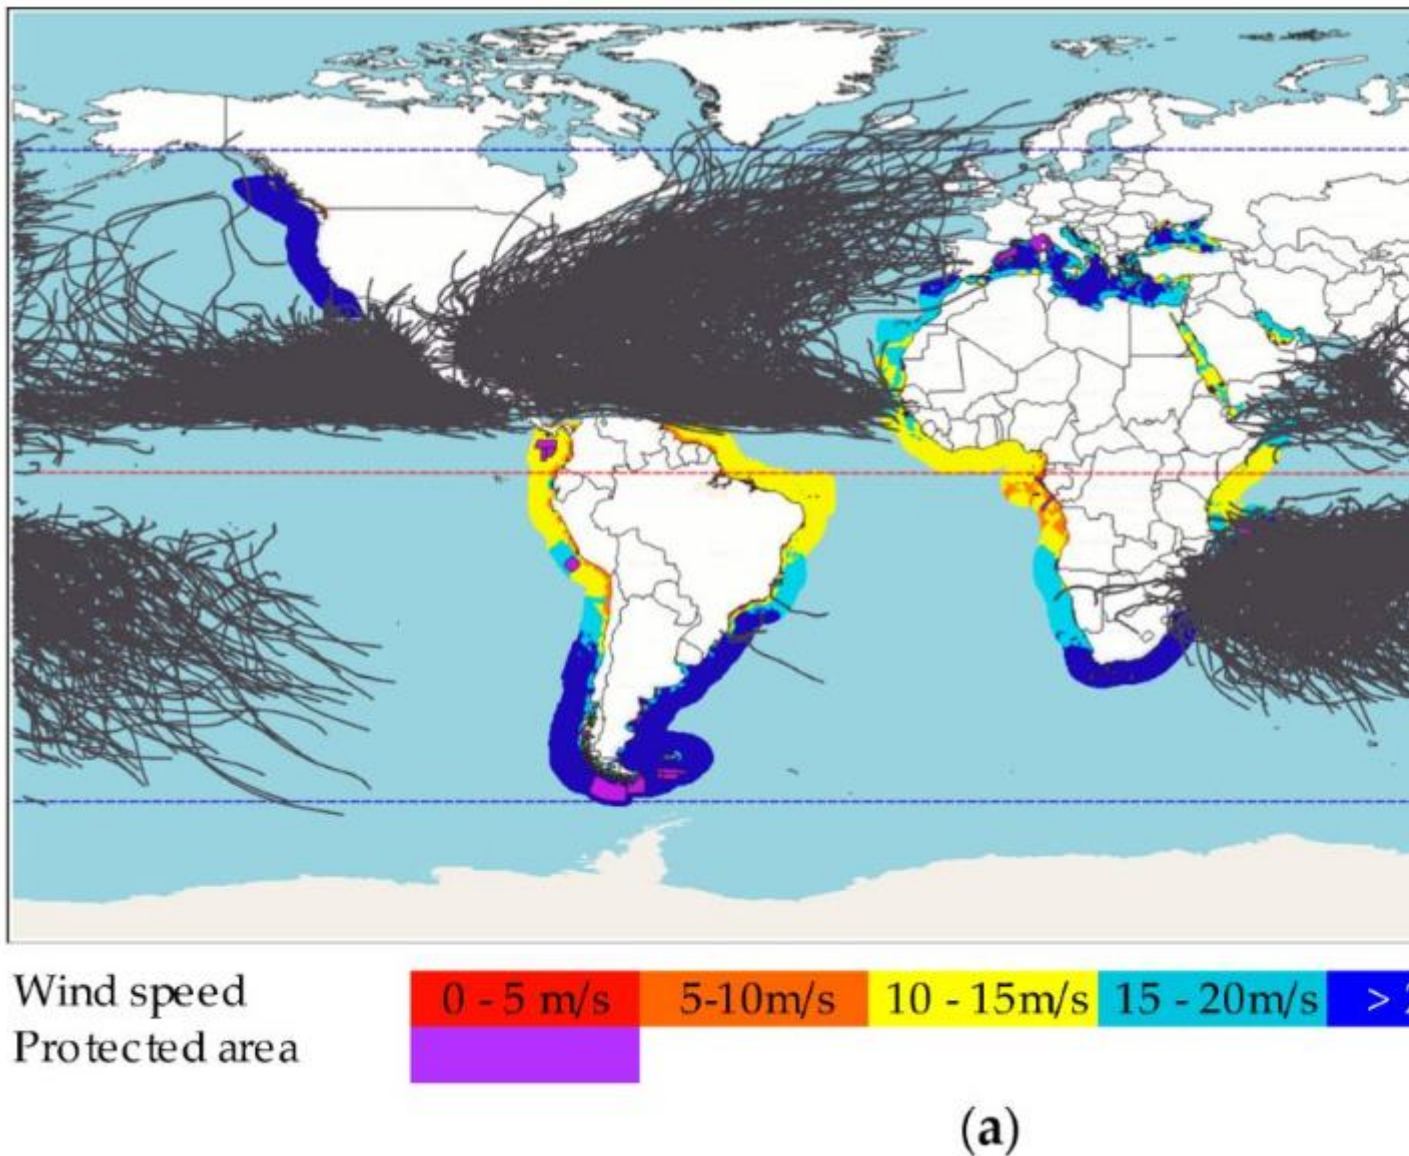 Wind speed 0 - 5 m/s 5-10m/s 10 - 15m/s 15 - 20m/s >
Protected area
(a)